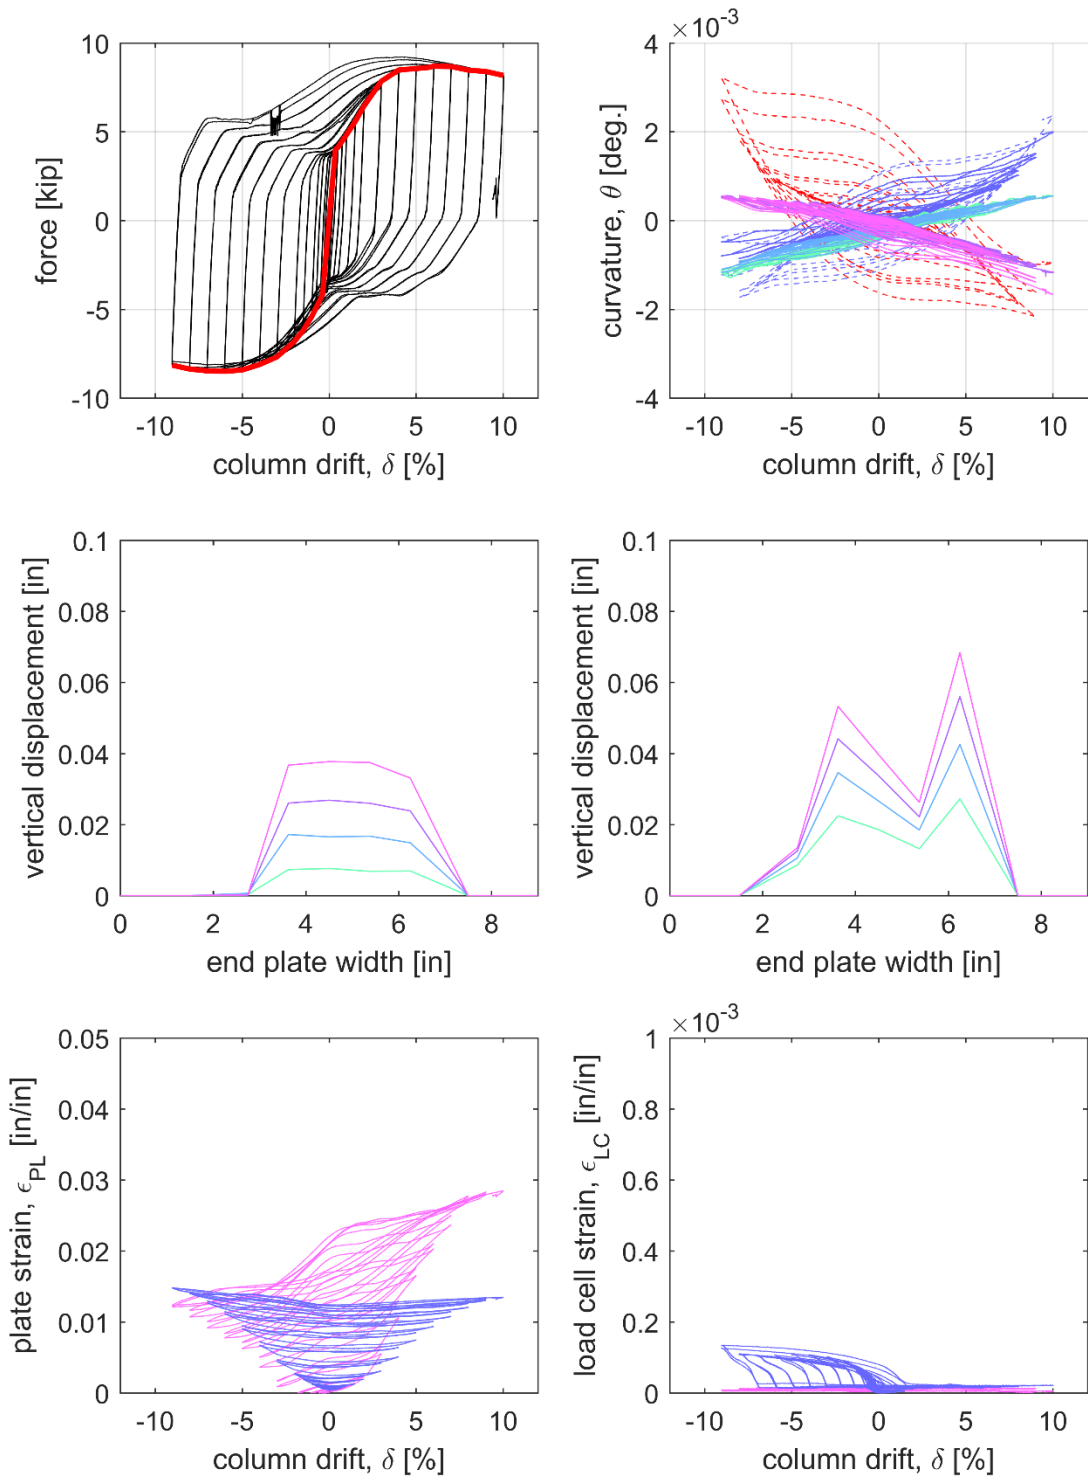 10
5
0
-5
-10
force [kip]
-10 -5 0 5 10
column drift, δ [%]
×10⁻³
4
2
0
-2
-4
curvature, θ [deg.]
-10 -5 0 5 10
column drift, δ [%]
0.1
0.08
0.06
0.04
0.02
0
vertical displacement [in]
0 2 4 6 8
end plate width [in]
0.1
0.08
0.06
0.04
0.02
0
vertical displacement [in]
0 2 4 6 8
end plate width [in]
0.05
0.04
0.03
0.02
0.01
0
plate strain, ϵPL [in/in]
-10 -5 0 5 10
column drift, δ [%]
×10⁻³
1
0.8
0.6
0.4
0.2
0
load cell strain, ϵLC [in/in]
-10 -5 0 5 10
column drift, δ [%]